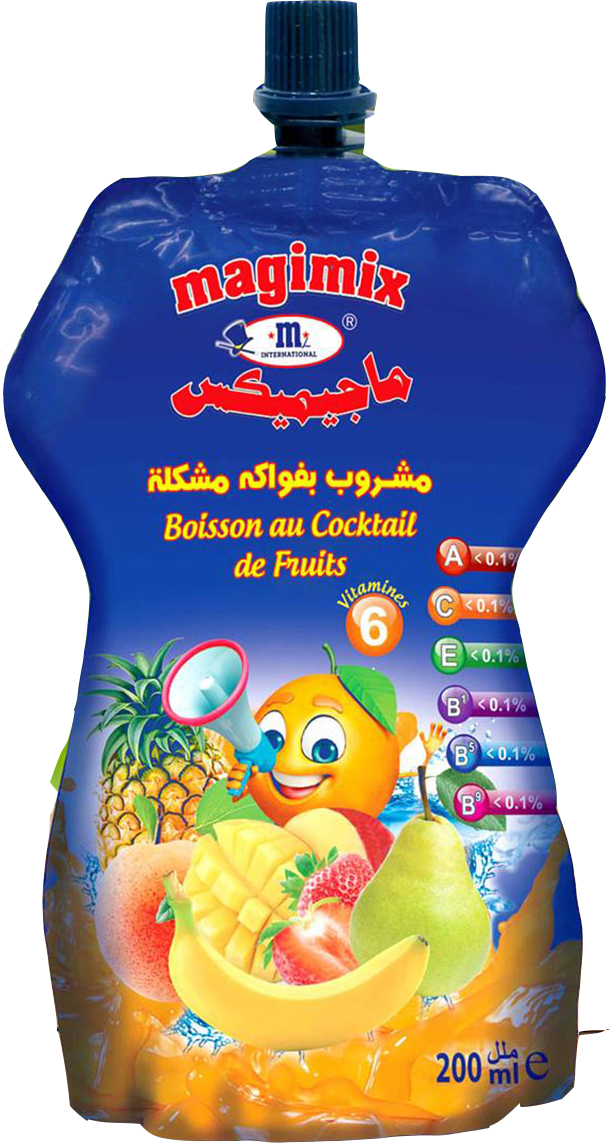 magimix
m
INTERNATIONAL
®
ماجيميكس
مشروب بفواكه مشكلة
Boisson au Cocktail
de Fruits
Vitamines
6
A <0.1%
C <0.1%
E <0.1%
B1 <0.1%
B5 <0.1%
B9 <0.1%
200 ملل ml e